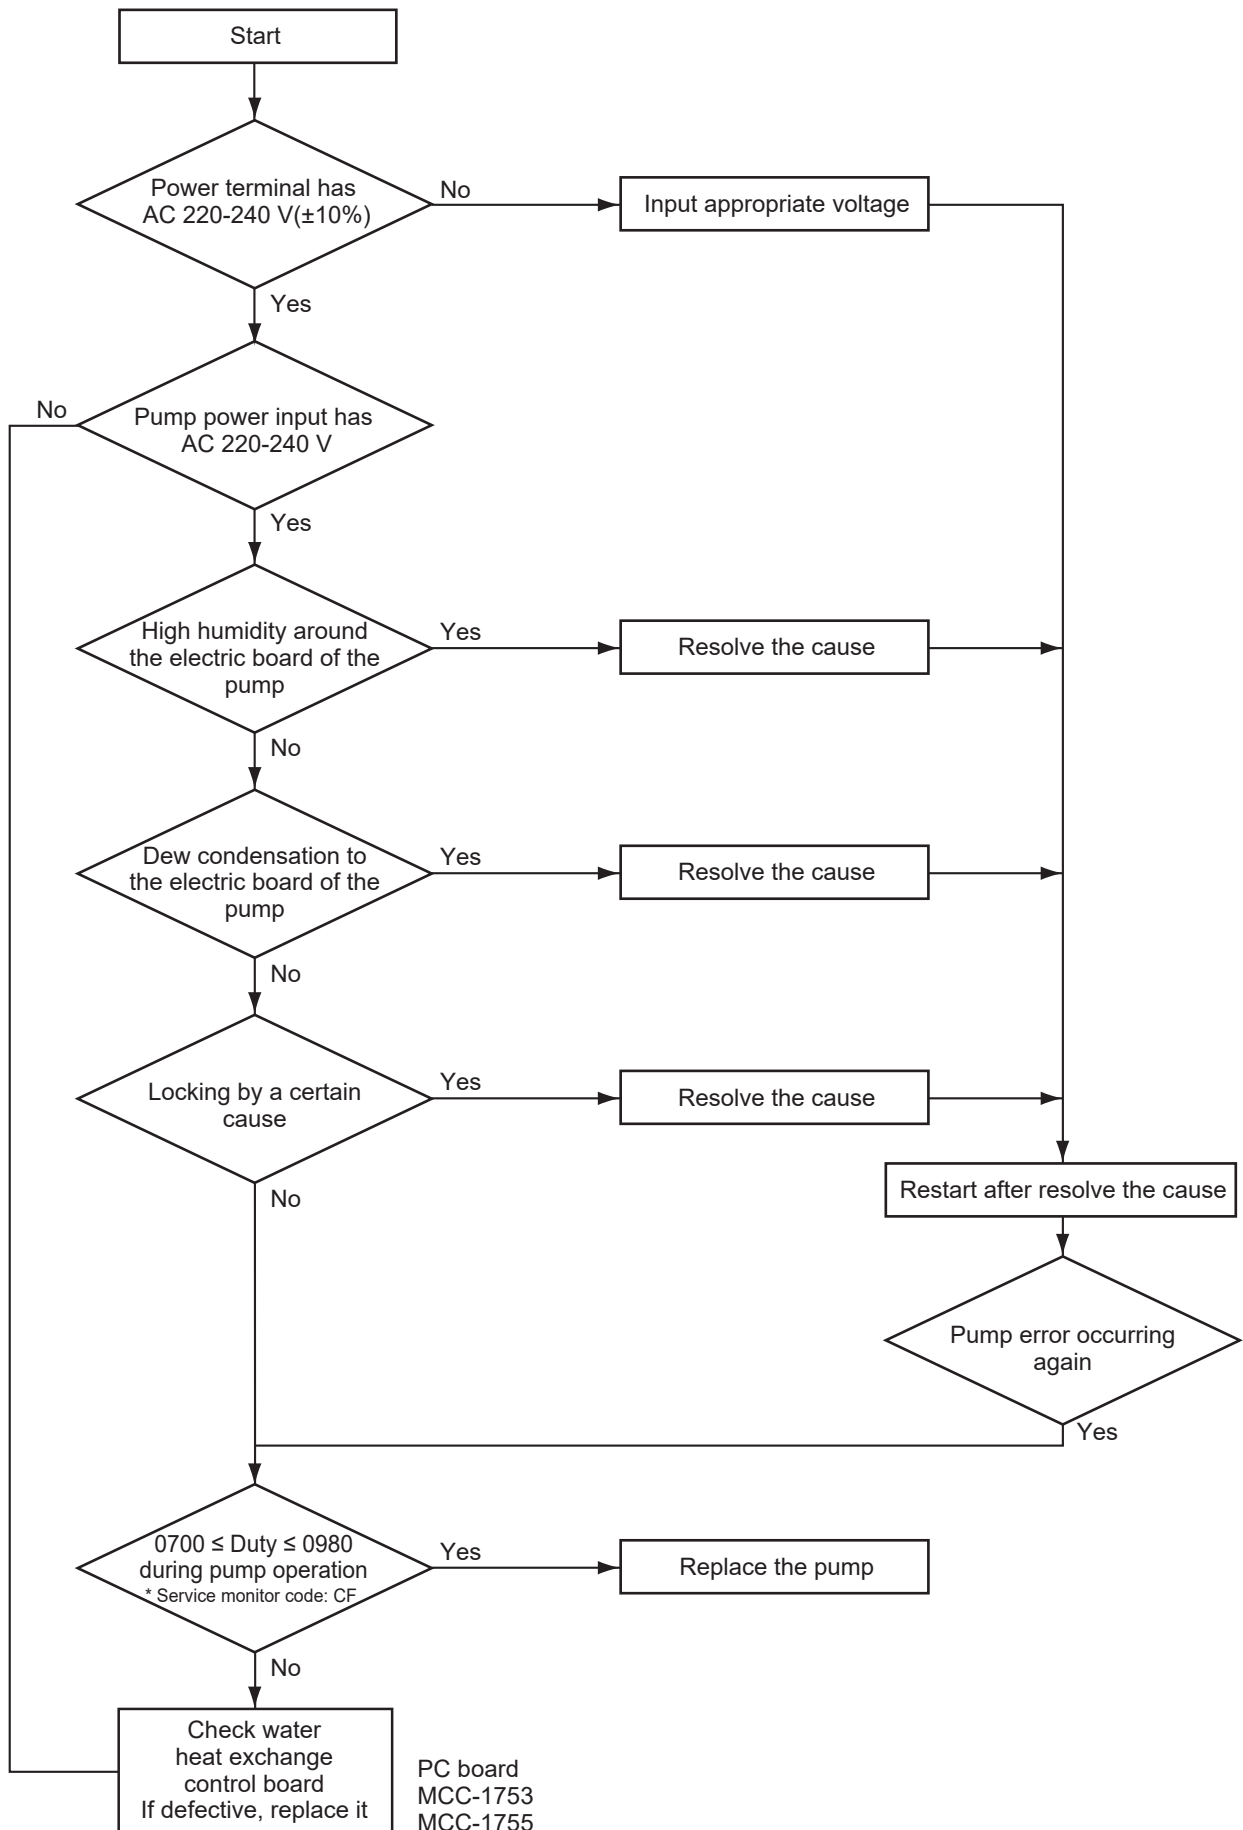 Start
Power terminal has
AC 220-240 V(±10%)
No
Input appropriate voltage
Yes
No
Pump power input has
AC 220-240 V
Yes
High humidity around
the electric board of the
pump
Yes
Resolve the cause
No
Dew condensation to
the electric board of the
pump
Yes
Resolve the cause
No
Locking by a certain
cause
Yes
Resolve the cause
No
Restart after resolve the cause
Pump error occurring
again
Yes
0700 ≤ Duty ≤ 0980
during pump operation
* Service monitor code: CF
Yes
Replace the pump
No
Check water
heat exchange
control board
If defective, replace it
PC board
MCC-1753
MCC-1755